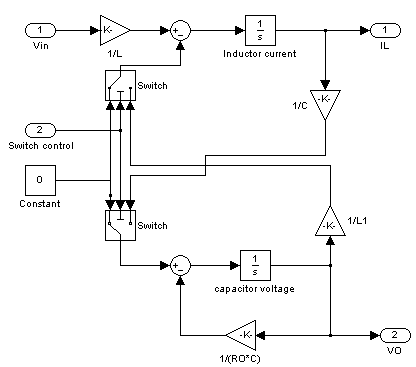 1
Vin
K-
1/L
+
-
1
s
Inductor current
1
IL
Switch
-K-
1/C
2
Switch control
0
Constant
Switch
-K-
1/L1
+
-
1
s
capacitor voltage
-K-
1/(RO*C)
2
VO